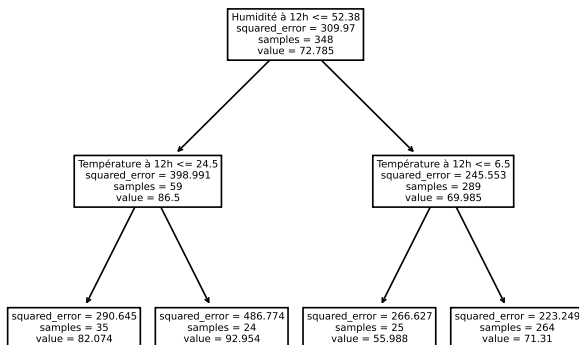 Humidité à 12h <= 52.38
squared_error = 309.97
samples = 348
value = 72.785
Température à 12h <= 24.5
squared_error = 398.991
samples = 59
value = 86.5
Température à 12h <= 6.5
squared_error = 245.553
samples = 289
value = 69.985
squared_error = 290.645
samples = 35
value = 82.074
squared_error = 486.774
samples = 24
value = 92.954
squared_error = 266.627
samples = 25
value = 55.988
squared_error = 223.249
samples = 264
value = 71.31